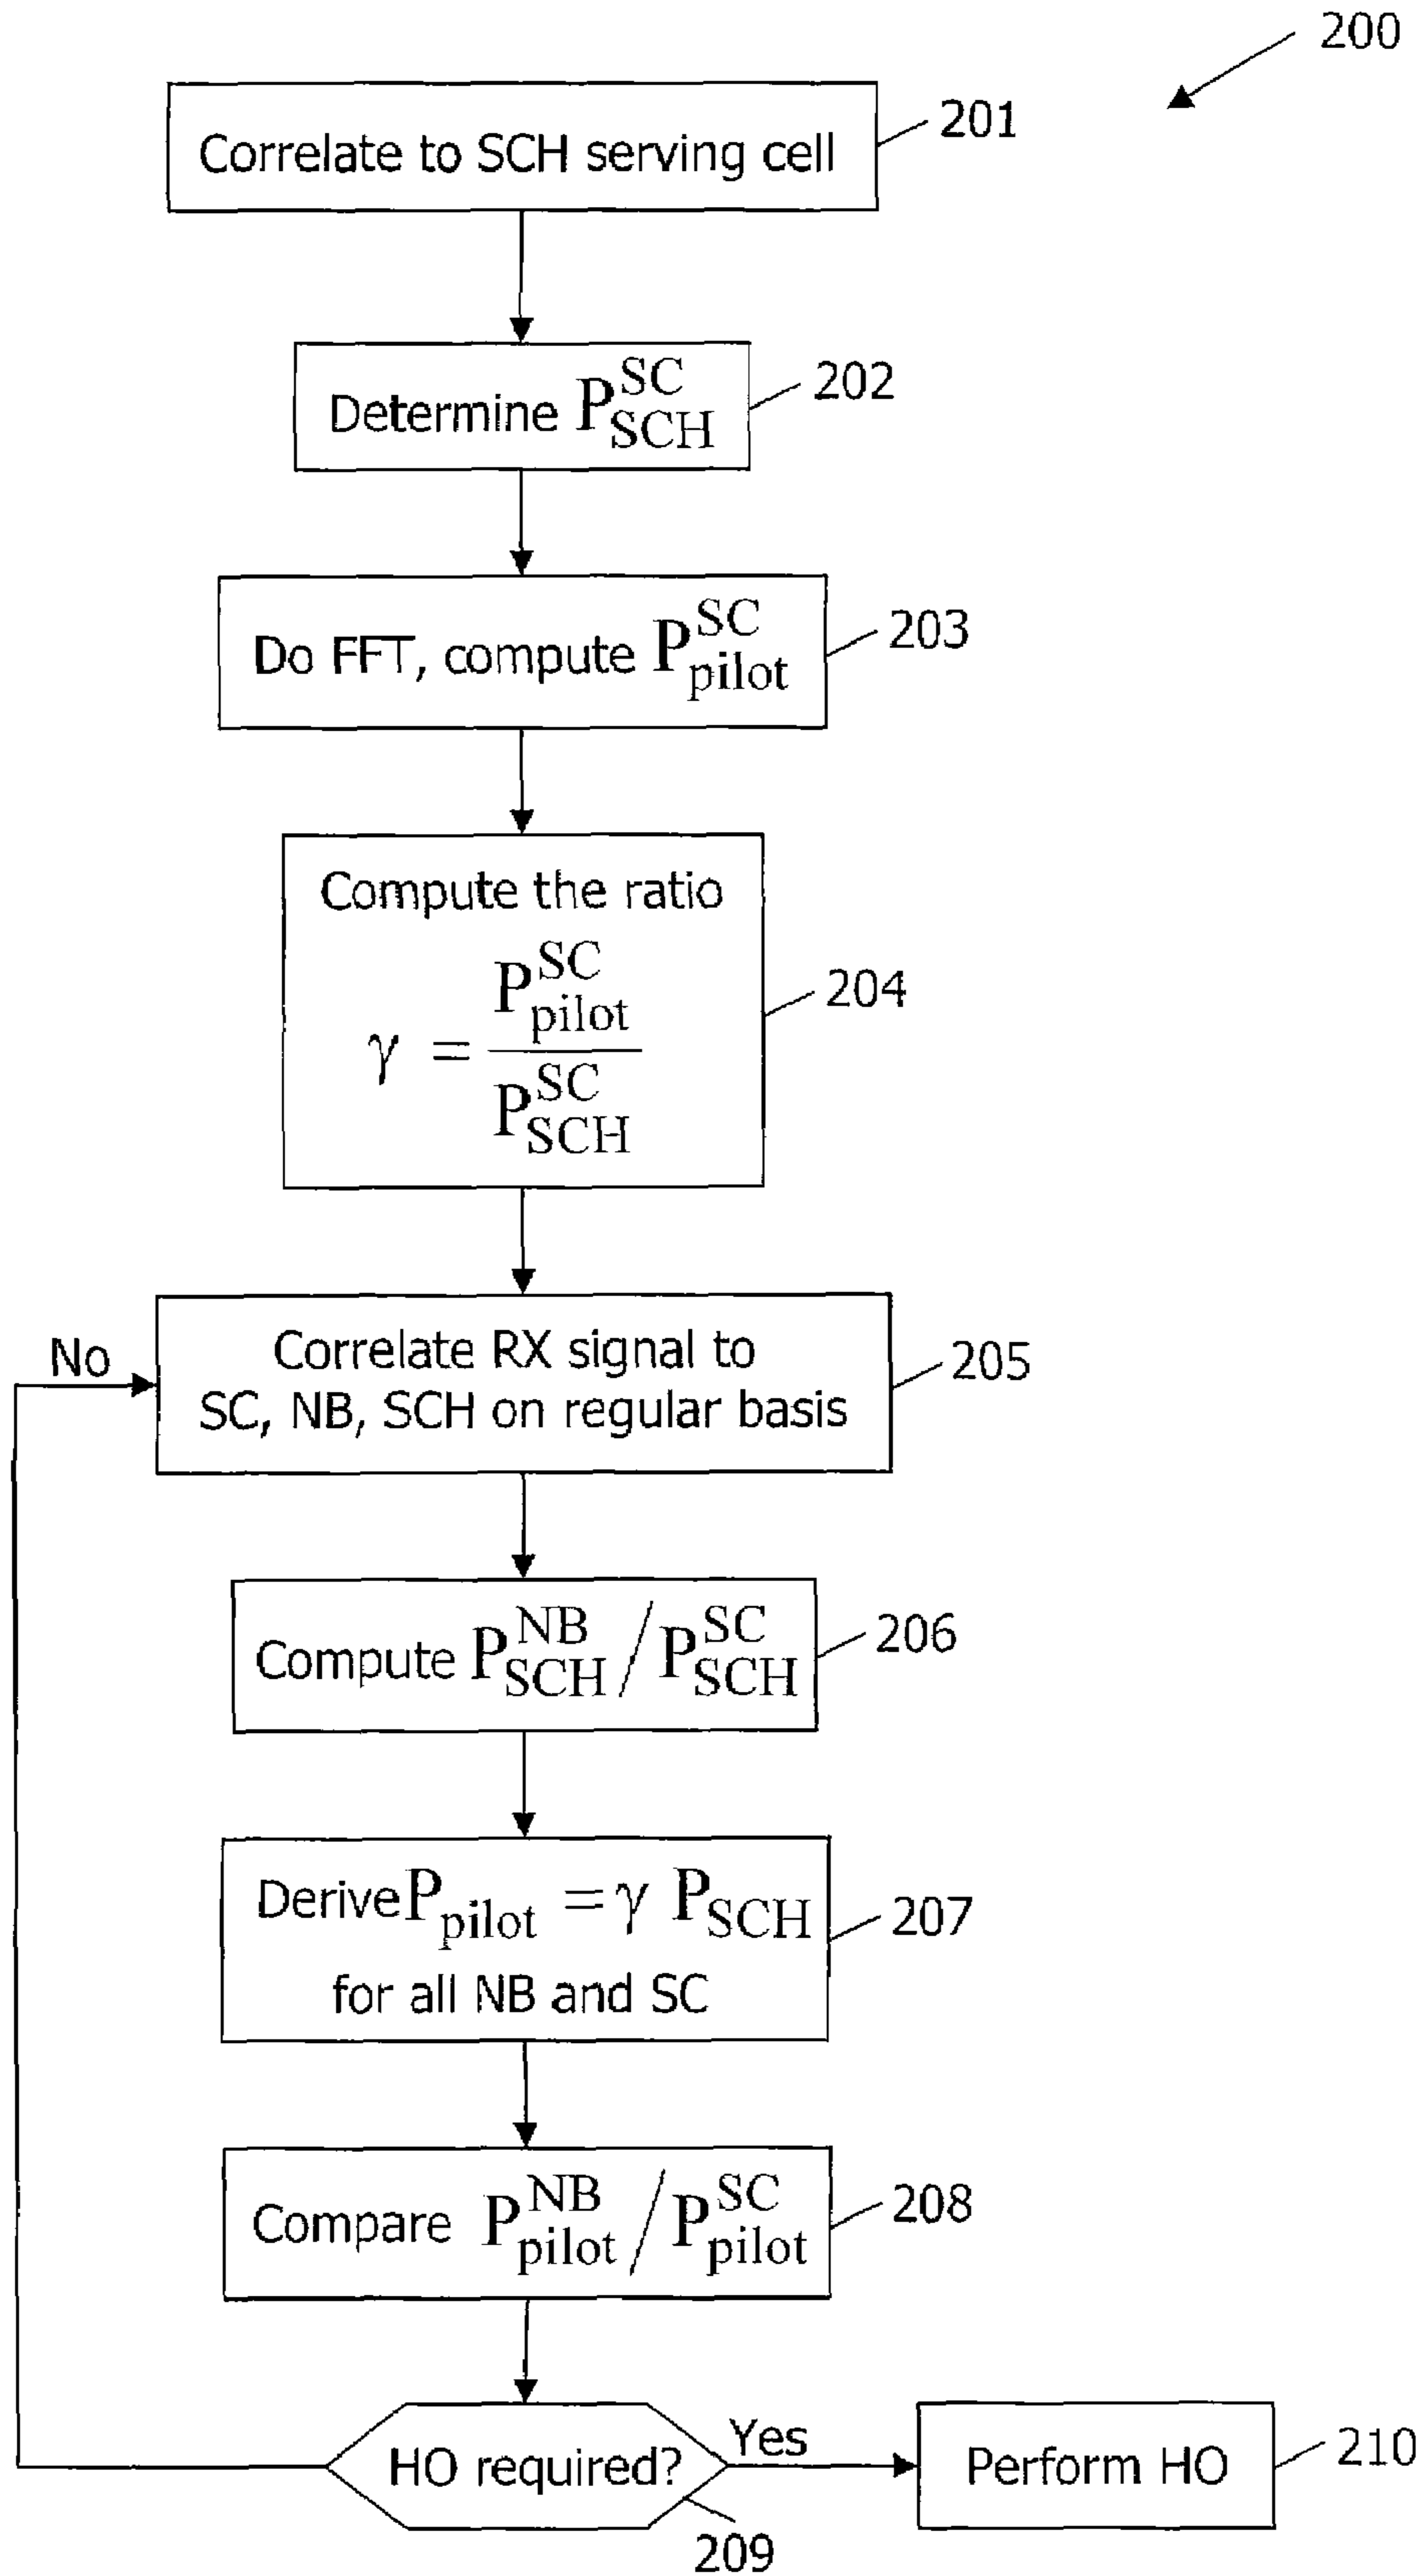 200
Correlate to SCH serving cell
201
Determine P^SC_SCH
202
Do FFT, compute P^SC_pilot
203
Compute the ratio
γ = P^SC_pilot / P^SC_SCH
204
No
Correlate RX signal to
SC, NB, SCH on regular basis
205
Compute P^NB_SCH / P^SC_SCH
206
Derive P_pilot = γ P_SCH
for all NB and SC
207
Compare P^NB_pilot / P^SC_pilot
208
HO required?
Yes
209
Perform HO
210